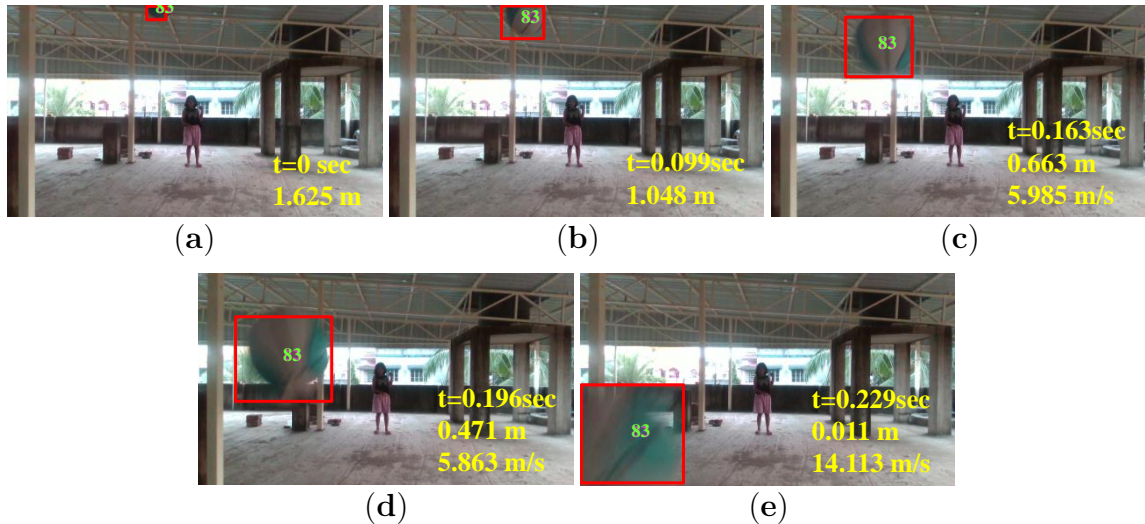 83
t=0 sec
1.625 m
(a)
83
t=0.099sec
1.048 m
(b)
83
t=0.163sec
0.663 m
5.985 m/s
(c)
83
t=0.196sec
0.471 m
5.863 m/s
(d)
83
t=0.229sec
0.011 m
14.113 m/s
(e)